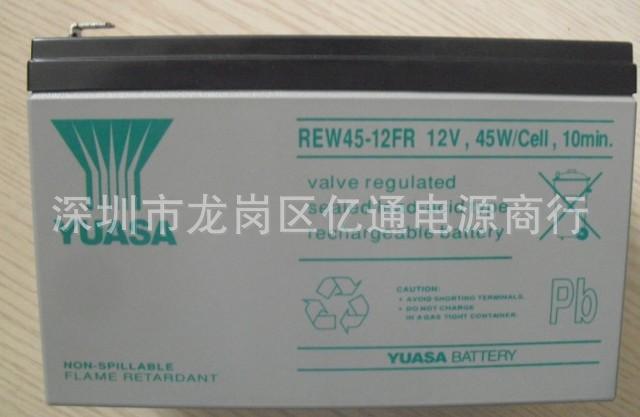 REW45-12FR 12V, 45W/Cell, 10min.
valve regulated
深圳市龙岗区亿通电源商行
YUASA
rechargeable battery
CAUTION:
• AVOID SHORTING TERMINALS.
• DO NOT CHARGE
IN A GAS TIGHT CONTAINER.
Pb
YUASA BATTERY
NON-SPILLABLE
FLAME RETARDANT